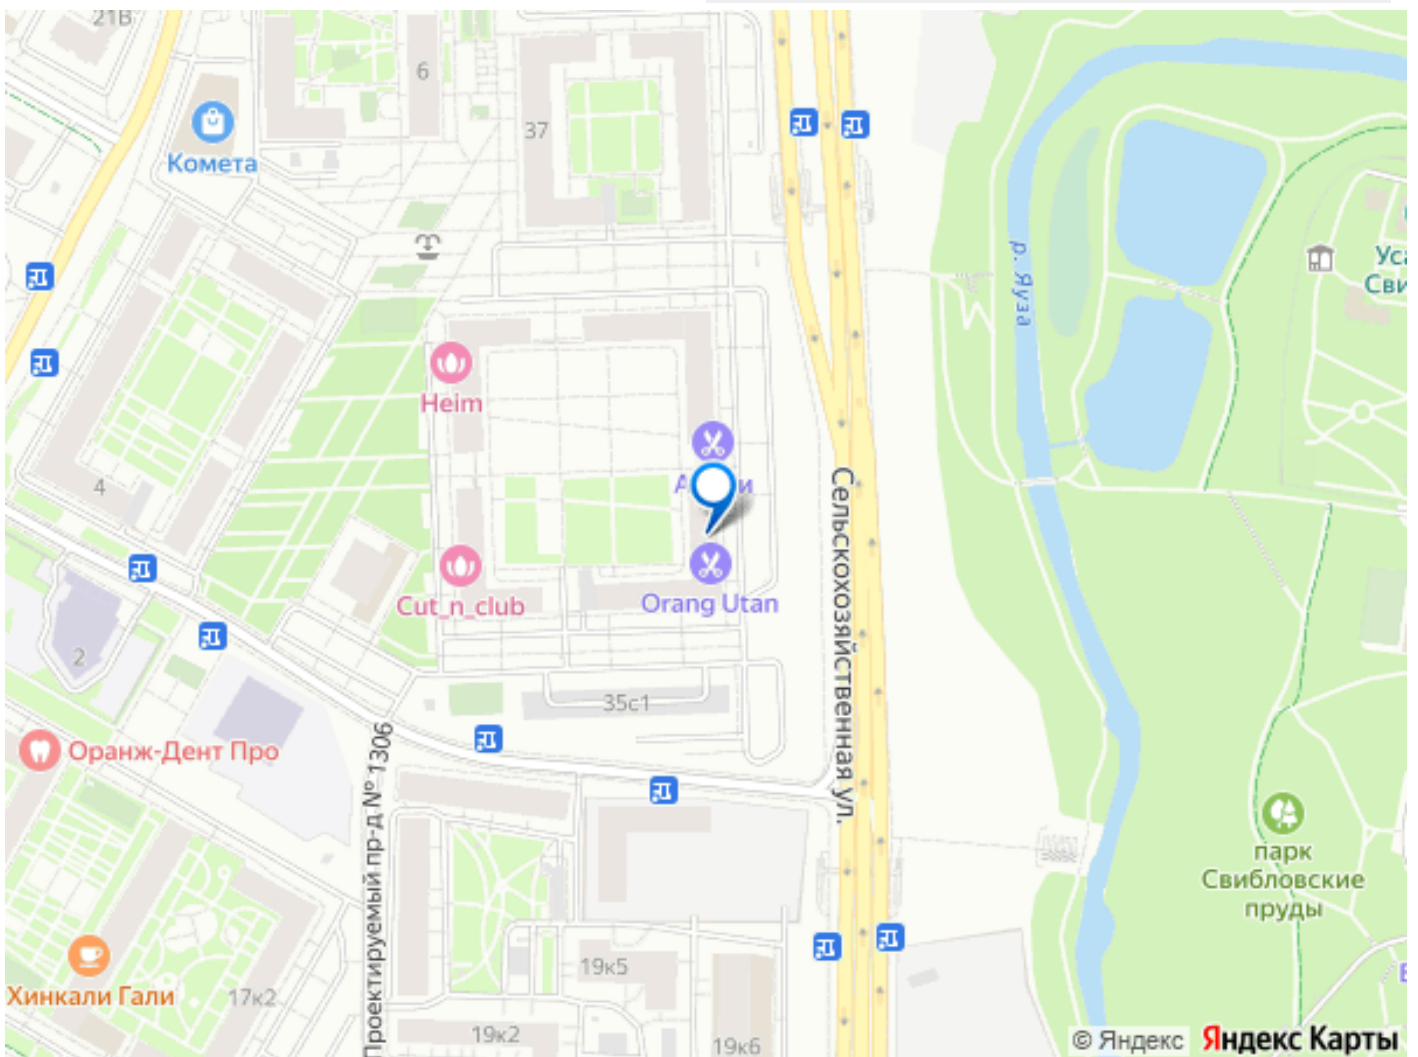 21В
6
37
Комета
р. Яуза
Heim
4
Сельскохозяйственная ул.
Cut_n_club
Orang Utan
2
35с1
Оранж-Дент Про
Проектируемый пр-д № 1306
парк
Свибловские
пруды
19к5
Хинкали Гали
17к2
19к2
19к6
© Яндекс Яндекс Карты